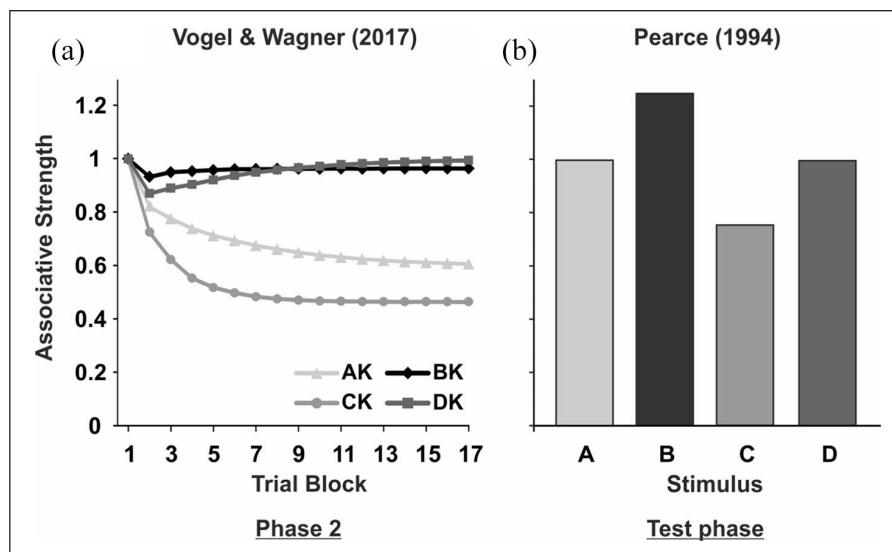 (a)
Vogel & Wagner (2017)
1.2
1
0.8
0.6
0.4
0.2
0
Associative Strength
AK
BK
CK
DK
1 3 5 7 9 11 13 15 17
Trial Block
Phase 2
(b)
Pearce (1994)
A B C D
Stimulus
Test phase